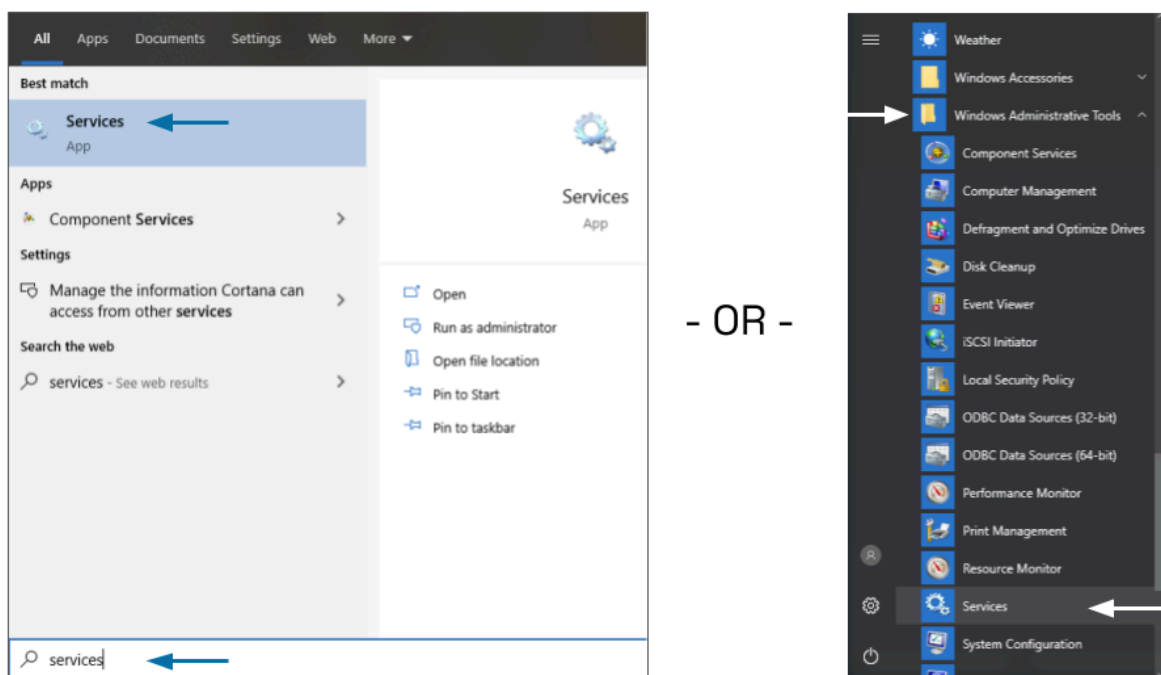 All Apps Documents Settings Web More
Best match
Services
App
Apps
Component Services
Settings
Manage the information Cortana can
access from other services
Search the web
services - See web results
services
Services
App
Open
Run as administrator
Open file location
Pin to Start
Pin to taskbar
- OR -
Weather
Windows Accessories
Windows Administrative Tools
Component Services
Computer Management
Defragment and Optimize Drives
Disk Cleanup
Event Viewer
iSCSI Initiator
Local Security Policy
ODBC Data Sources (32-bit)
ODBC Data Sources (64-bit)
Performance Monitor
Print Management
Resource Monitor
Services
System Configuration